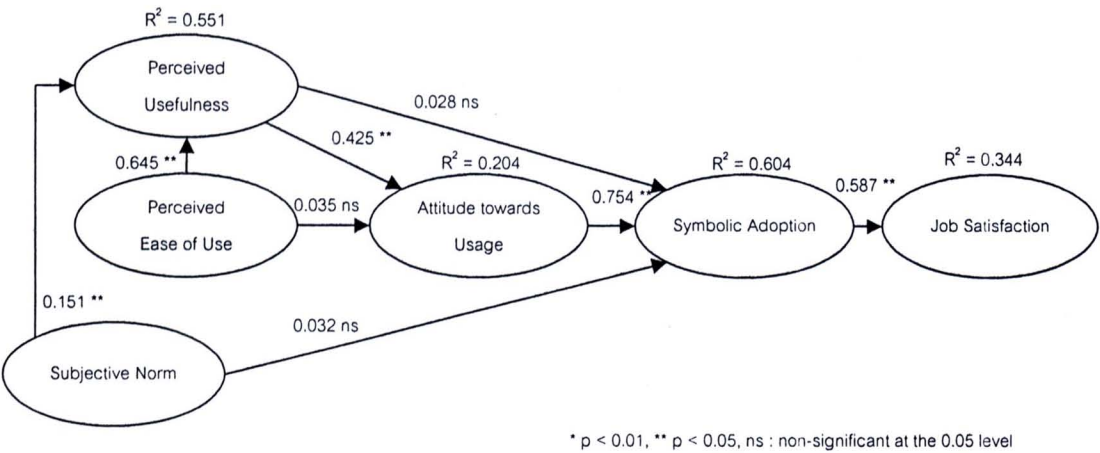 R² = 0.551
Perceived
Usefulness
0.028 ns
0.425 **
0.645 **
R² = 0.204
R² = 0.604
R² = 0.344
Perceived
Ease of Use
0.035 ns
Attitude towards
Usage
0.754 **
Symbolic Adoption
0.587 **
Job Satisfaction
0.151 **
0.032 ns
Subjective Norm
* p < 0.01, ** p < 0.05, ns : non-significant at the 0.05 level